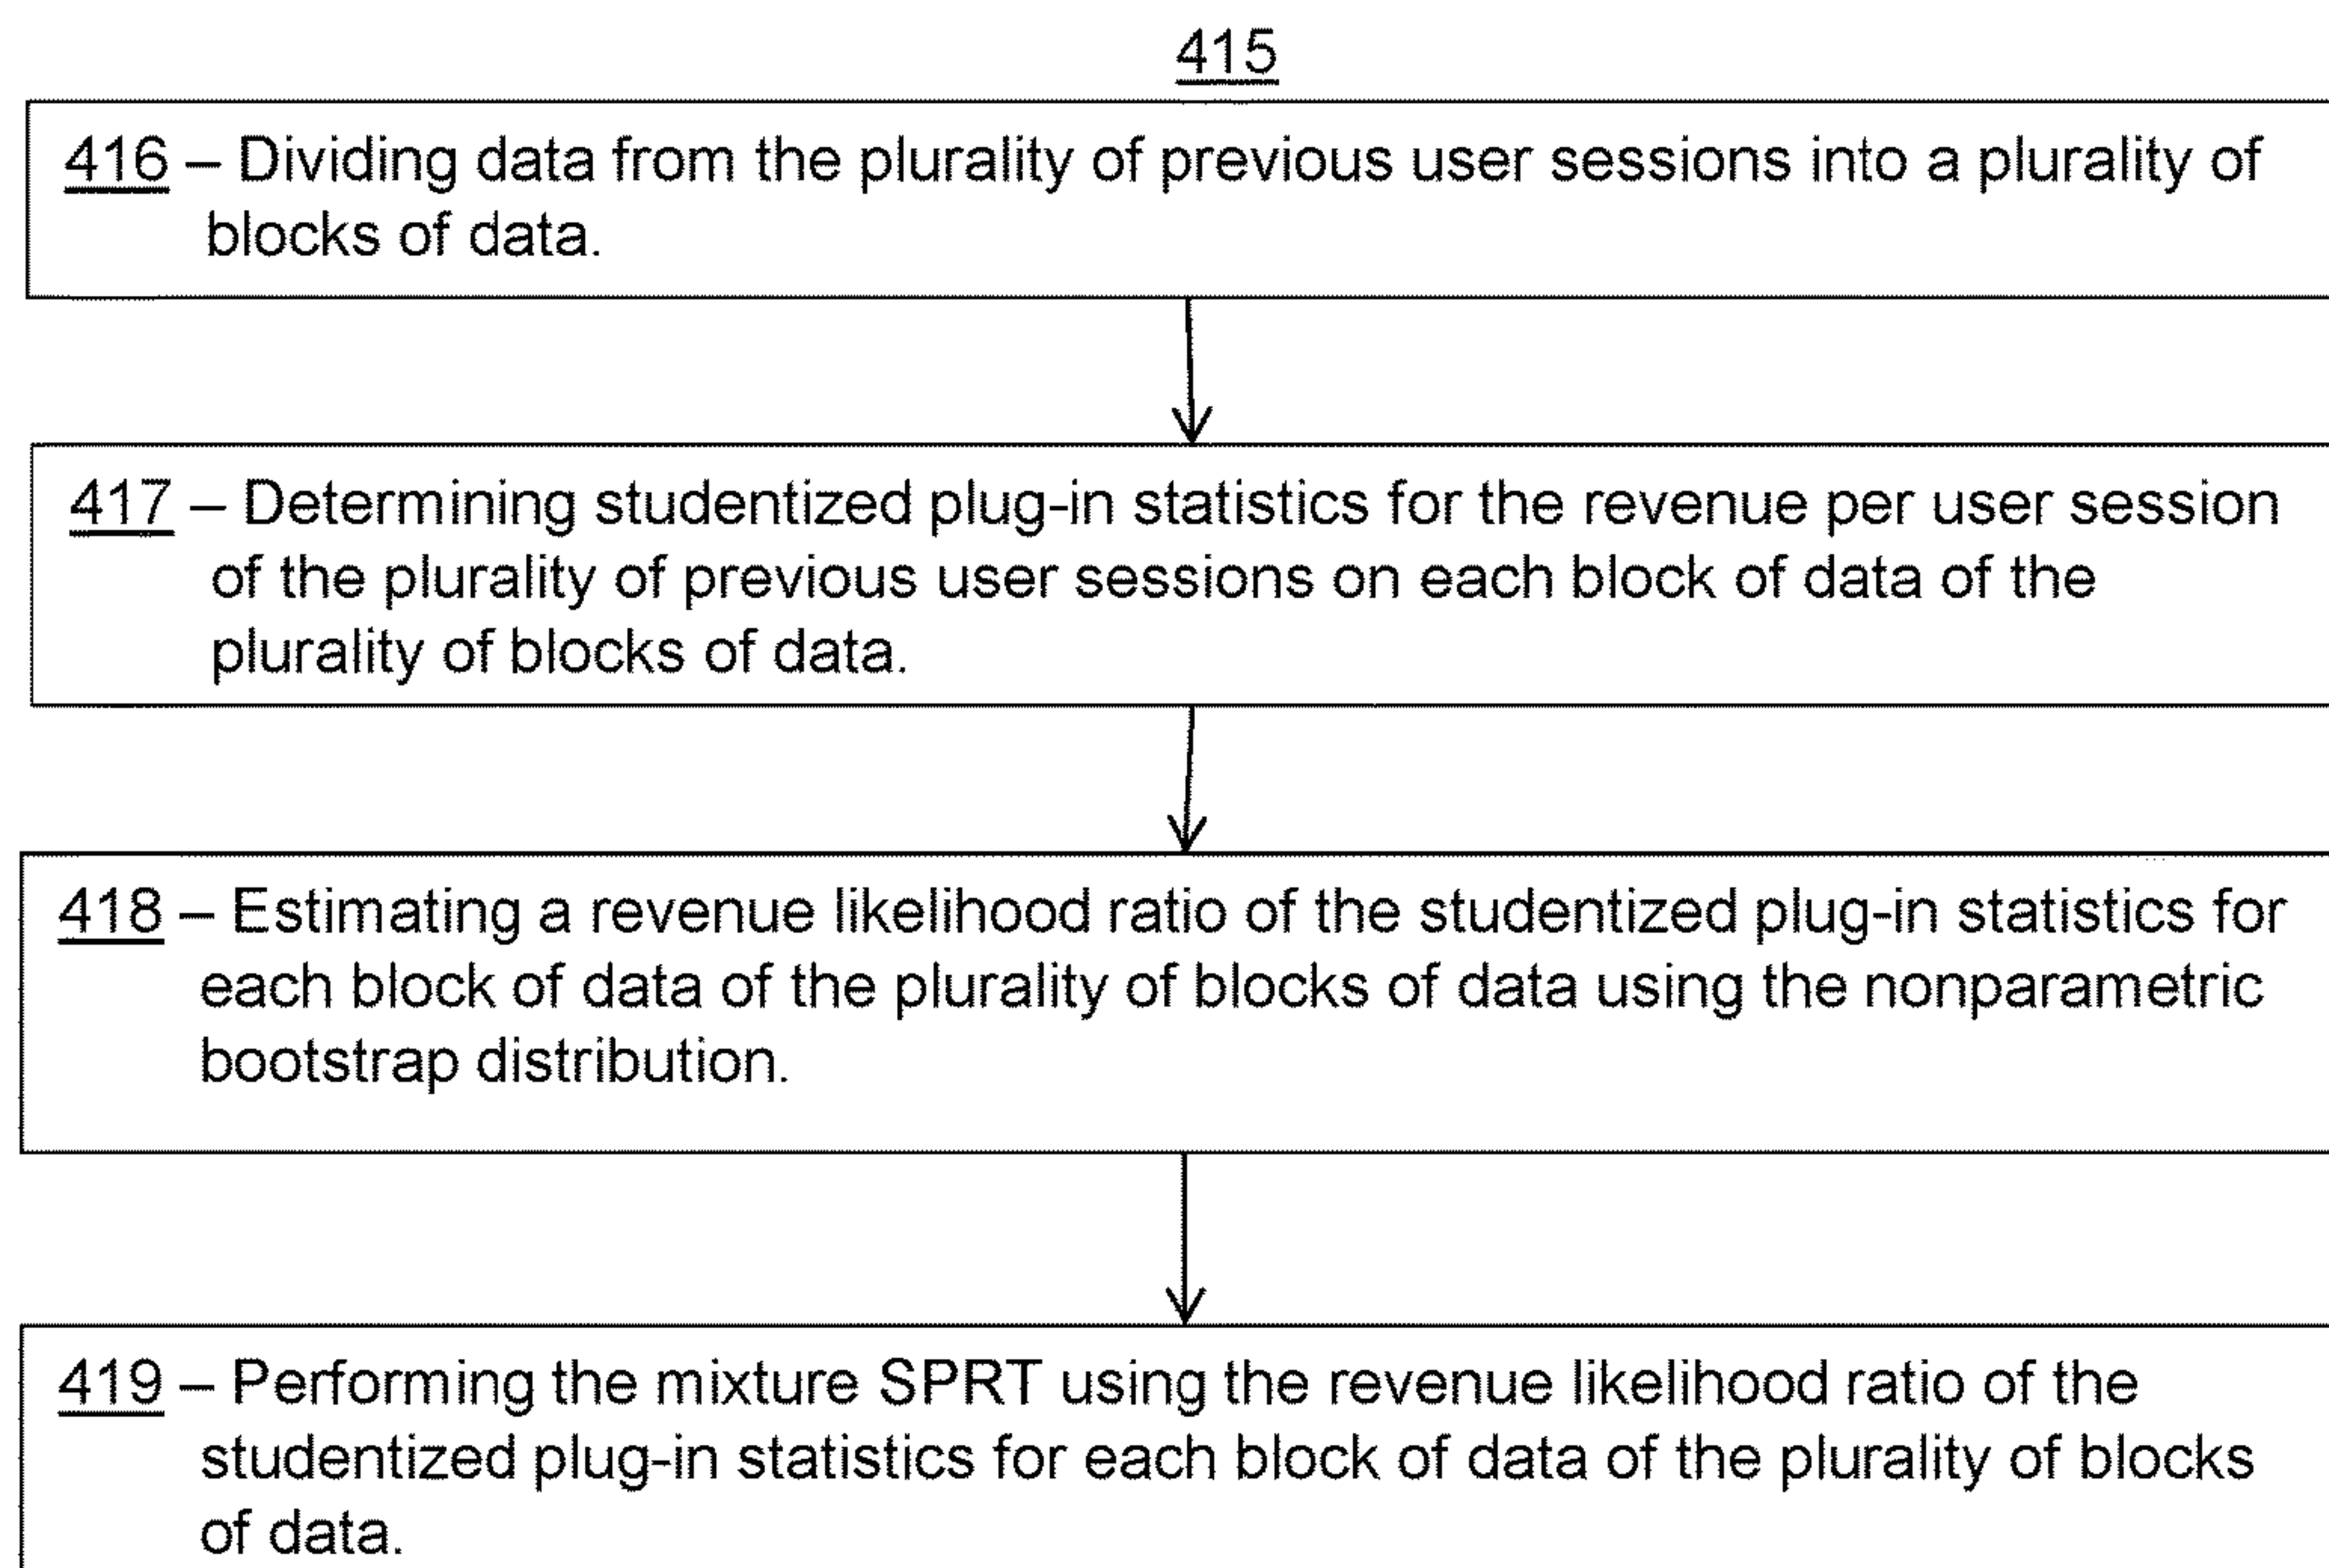 415
416 – Dividing data from the plurality of previous user sessions into a plurality of
blocks of data.
417 – Determining studentized plug-in statistics for the revenue per user session
of the plurality of previous user sessions on each block of data of the
plurality of blocks of data.
418 – Estimating a revenue likelihood ratio of the studentized plug-in statistics for
each block of data of the plurality of blocks of data using the nonparametric
bootstrap distribution.
419 – Performing the mixture SPRT using the revenue likelihood ratio of the
studentized plug-in statistics for each block of data of the plurality of blocks
of data.